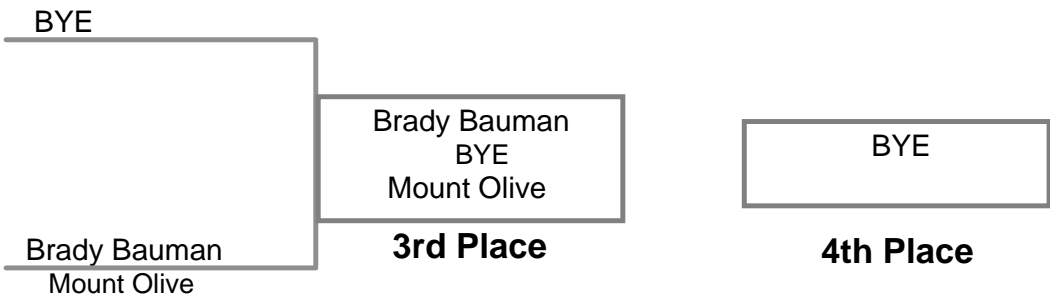 BYE
Brady Bauman
BYE
Mount Olive
3rd Place
BYE
4th Place
Brady Bauman
Mount Olive